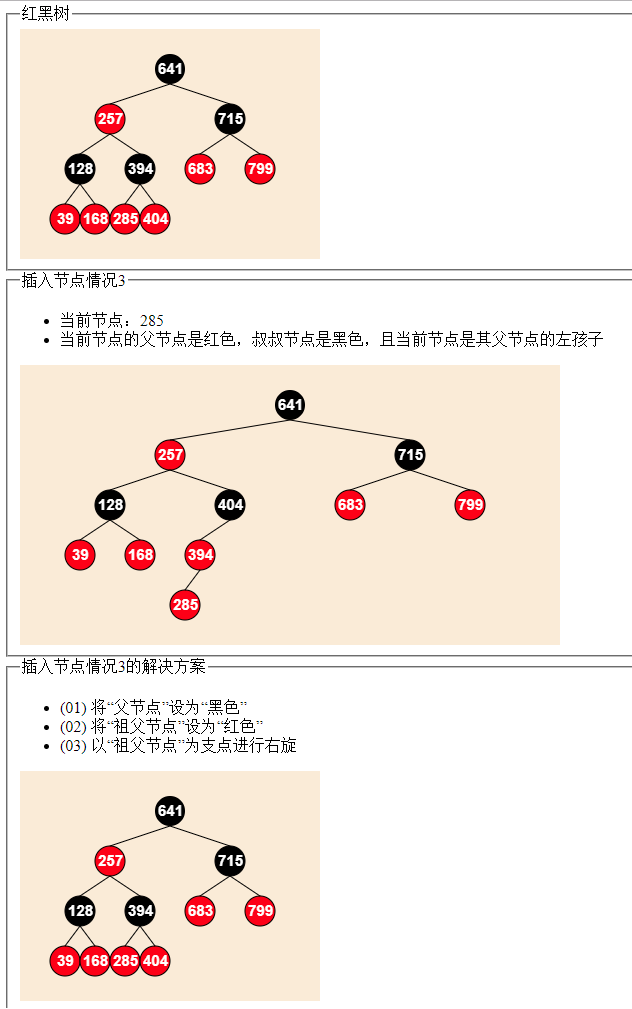 红黑树
641
257 715
128 394 683 799
39 168 285 404
插入节点情况3
当前节点：285
当前节点的父节点是红色，叔叔节点是黑色，且当前节点是其父节点的左孩子
641
257 715
128 404 683 799
39 168 394
285
插入节点情况3的解决方案
(01) 将“父节点”设为“黑色”
(02) 将“祖父节点”设为“红色”
(03) 以“祖父节点”为支点进行右旋
641
257 715
128 394 683 799
39 168 285 404